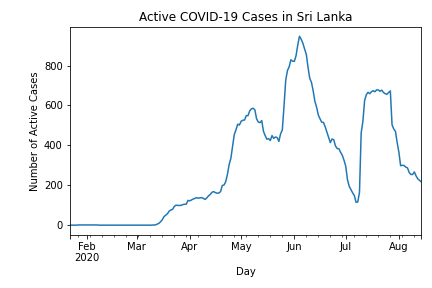 Active COVID-19 Cases in Sri Lanka
Number of Active Cases
800
600
400
200
0
Feb Mar Apr May Jun Jul Aug
2020
Day